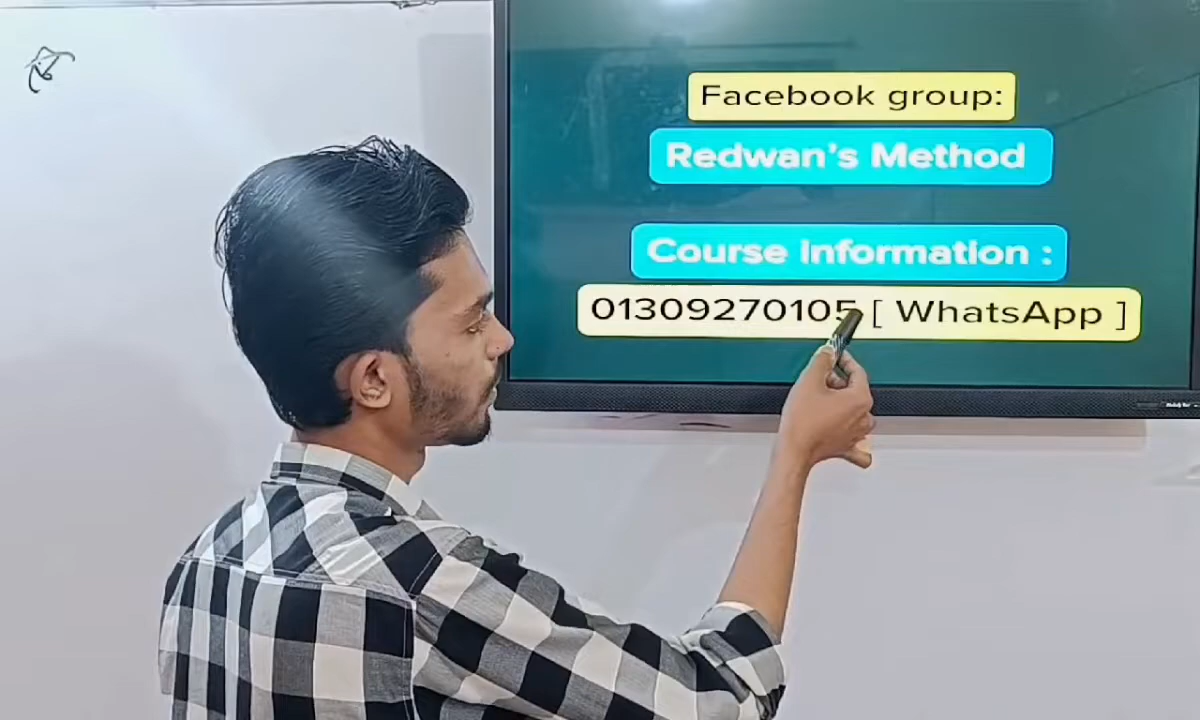 Facebook group:
Redwan's Method
Course Information :
01309270105 [ WhatsApp ]